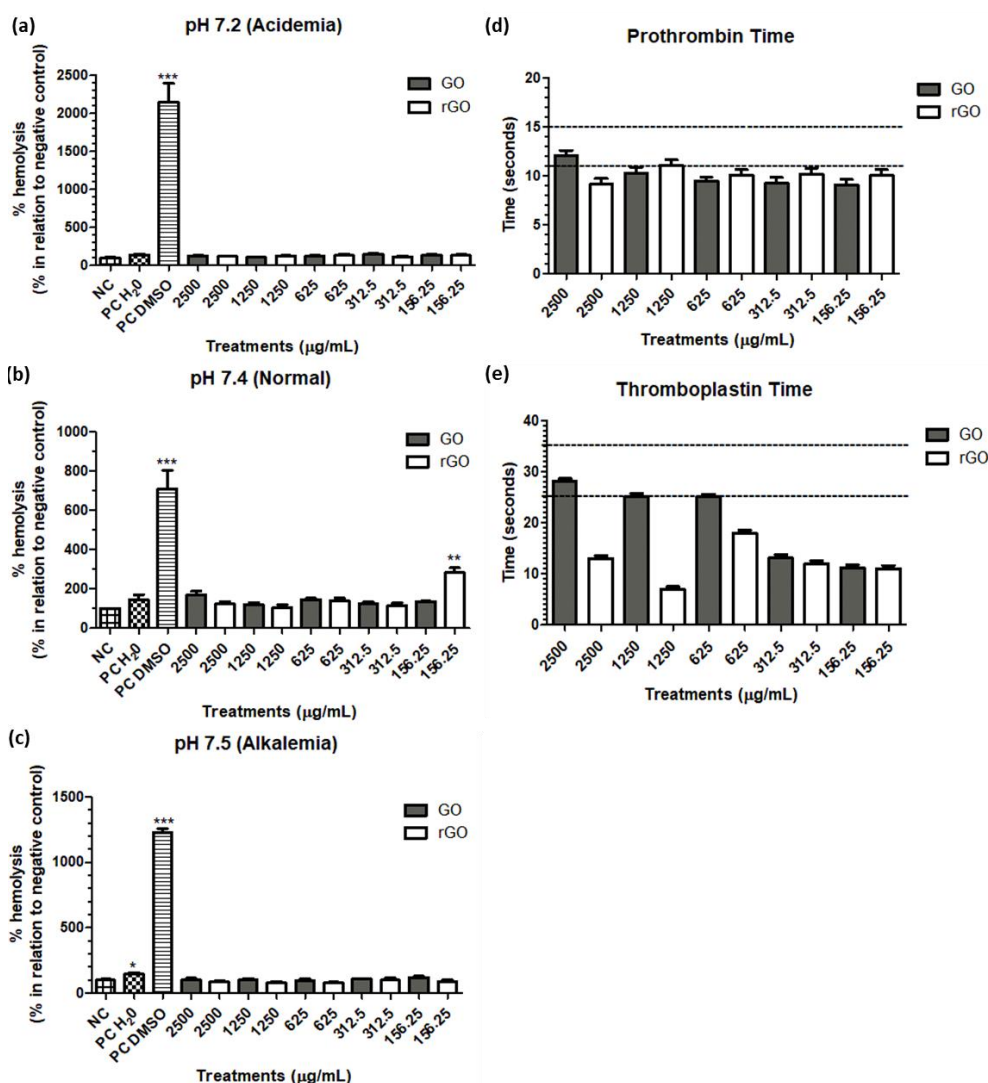 (a)
pH 7.2 (Acidemia)
% hemolysis
(% in relation to negative control)
2500
2000
1500
1000
500
0
***
GO
rGO
NC
PC H₂0
PC DMSO
2500
2500
1250
1250
625
625
312.5
312.5
156.25
156.25
Treatments (µg/mL)
(b)
pH 7.4 (Normal)
% hemolysis
(% in relation to negative control)
1000
800
600
400
200
0
***
**
GO
rGO
NC
PC H₂0
PC DMSO
2500
2500
1250
1250
625
625
312.5
312.5
156.25
156.25
Treatments (µg/mL)
(c)
pH 7.5 (Alkalemia)
% hemolysis
(% in relation to negative control)
1500
1000
500
0
*
***
GO
rGO
NC
PC H₂0
PC DMSO
2500
2500
1250
1250
625
625
312.5
312.5
156.25
156.25
Treatments (µg/mL)
(d)
Prothrombin Time
Time (seconds)
20
15
10
5
0
GO
rGO
2500
2500
1250
1250
625
625
312.5
312.5
156.25
156.25
Treatments (µg/mL)
(e)
Thromboplastin Time
Time (seconds)
40
30
20
10
0
GO
rGO
2500
2500
1250
1250
625
625
312.5
312.5
156.25
156.25
Treatments (µg/mL)